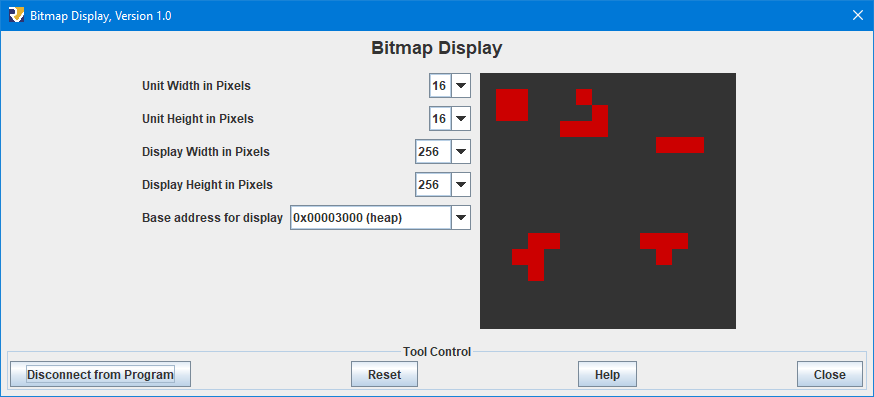 Bitmap Display, Version 1.0
Bitmap Display
Unit Width in Pixels 16
Unit Height in Pixels 16
Display Width in Pixels 256
Display Height in Pixels 256
Base address for display 0x00003000 (heap)
Tool Control
Disconnect from Program Reset Help Close